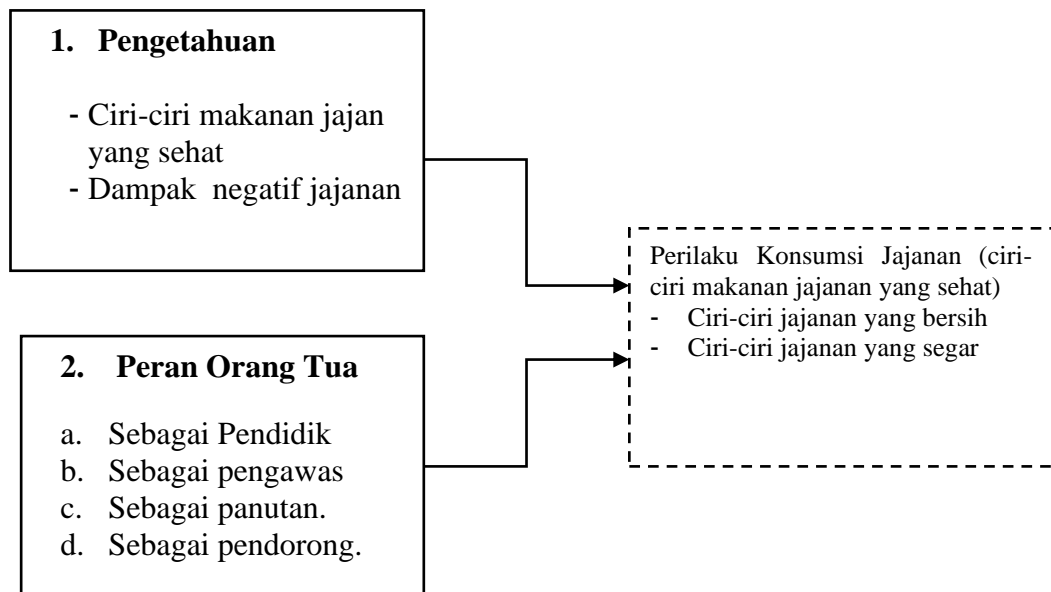 1. Pengetahuan
- Ciri-ciri makanan jajan
yang sehat
- Dampak negatif jajanan
Perilaku Konsumsi Jajanan (ciri-
ciri makanan jajanan yang sehat)
- Ciri-ciri jajanan yang bersih
- Ciri-ciri jajanan yang segar
2. Peran Orang Tua
a. Sebagai Pendidik
b. Sebagai pengawas
c. Sebagai panutan.
d. Sebagai pendorong.